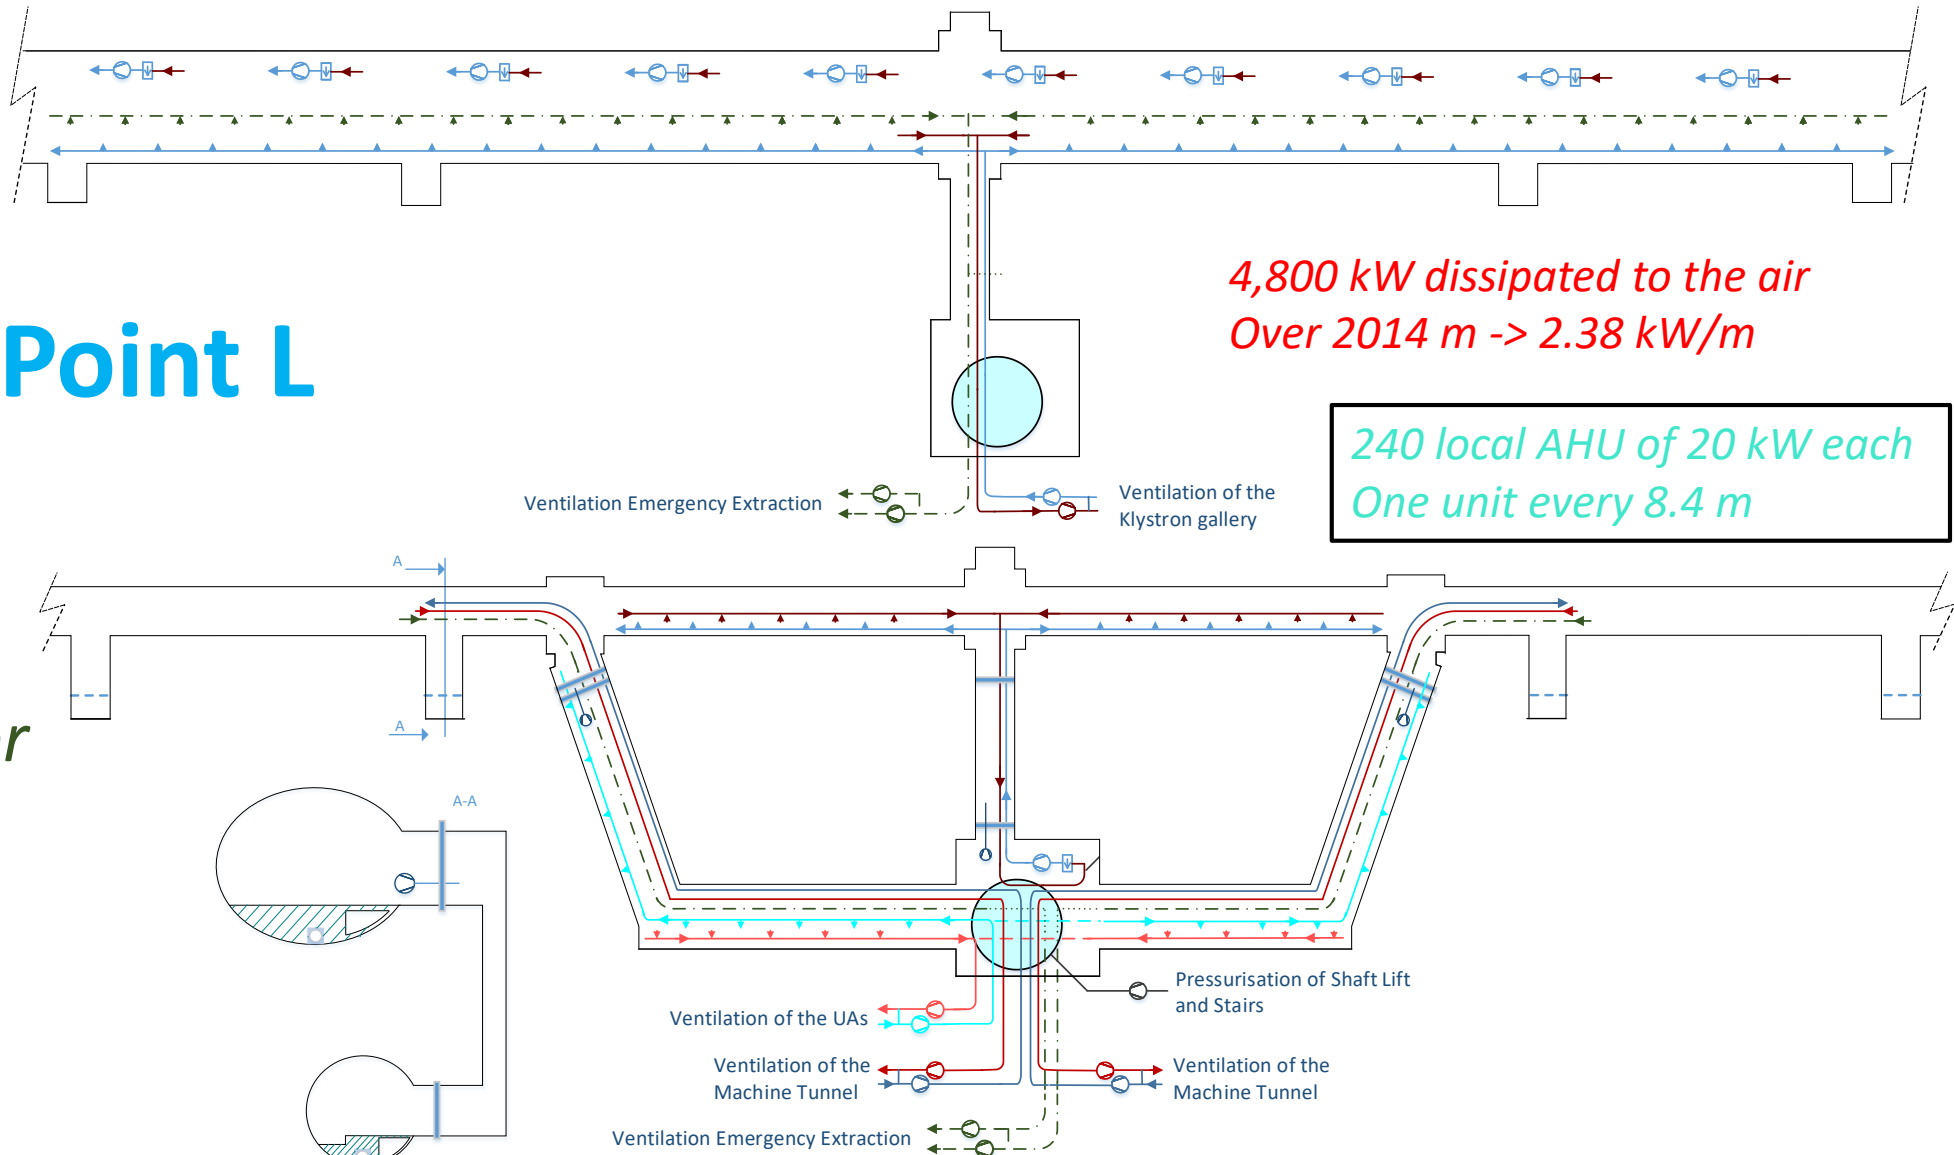 4,800 kW dissipated to the air
Over 2014 m -> 2.38 kW/m
Point L
240 local AHU of 20 kW each
One unit every 8.4 m
Ventilation Emergency Extraction
Ventilation of the
Klystron gallery
A
A
r
A-A
Pressurisation of Shaft Lift
and Stairs
Ventilation of the UAs
Ventilation of the
Machine Tunnel
Ventilation of the
Machine Tunnel
Ventilation Emergency Extraction